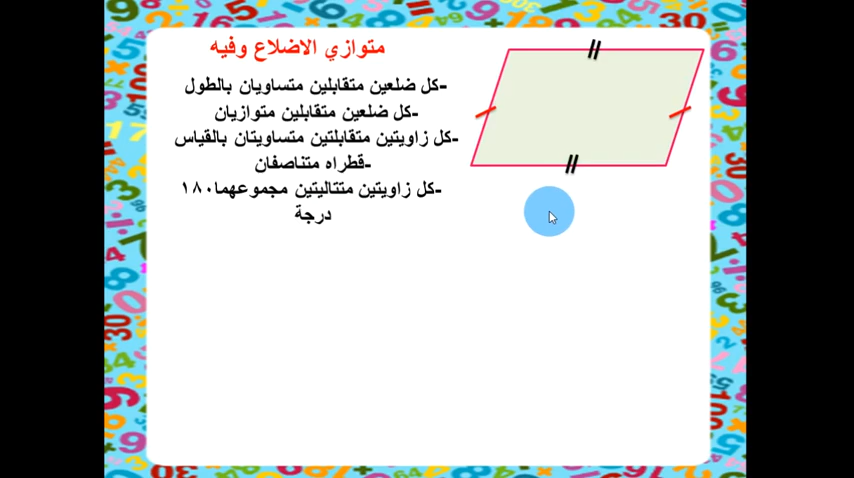 متوازي الاضلاع وفيه
-كل ضلعين متقابلين متساويان بالطول
-كل ضلعين متقابلين متوازيان
-كل زاويتين متقابلتين متساويتان بالقياس
-قطراه متناصفان
-كل زاويتين متتاليتين مجموعهما١٨٠
درجة